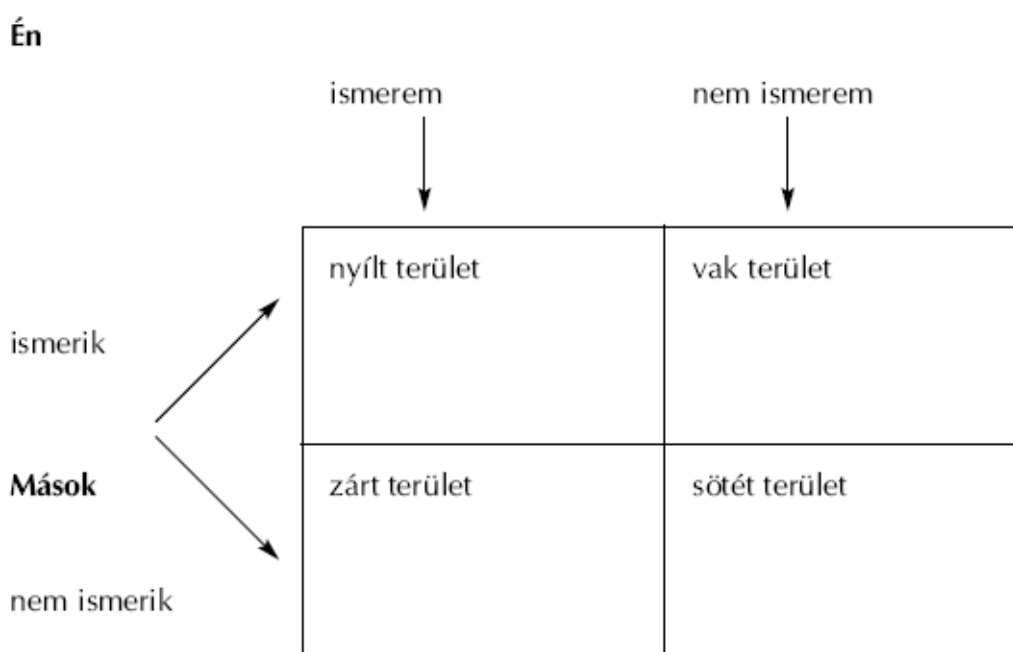 Én
ismerem nem ismerem
nyílt terület vak terület
ismerik
Mások zárt terület sötét terület
nem ismerik